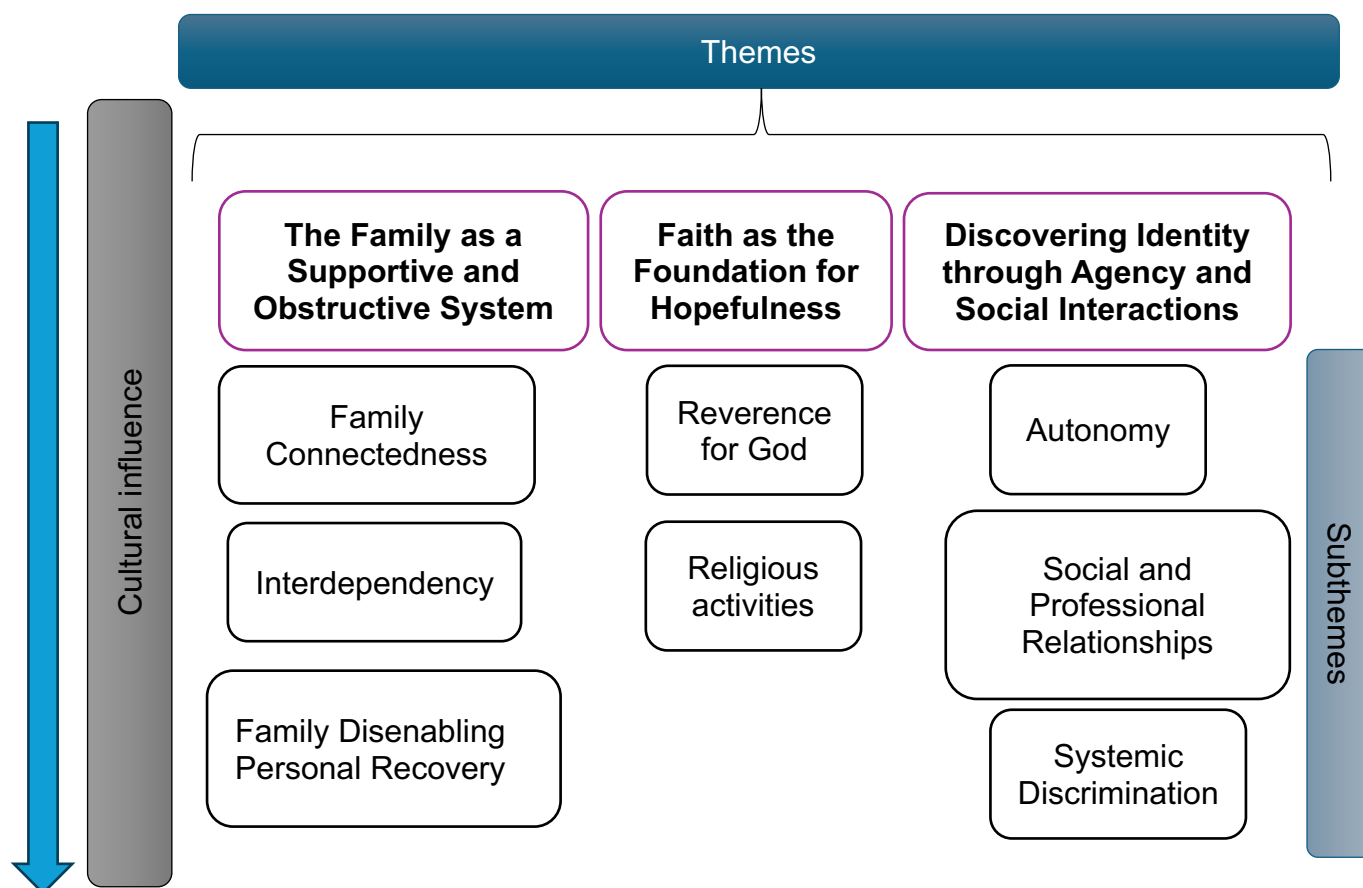 Themes
Cultural influence
The Family as a
Supportive and
Obstructive System
Faith as the
Foundation for
Hopefulness
Discovering Identity
through Agency and
Social Interactions
Subthemes
Family
Connectedness
Interdependency
Family Disenabling
Personal Recovery
Reverence
for God
Religious
activities
Autonomy
Social and
Professional
Relationships
Systemic
Discrimination